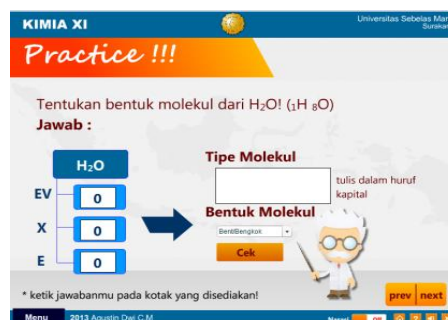 KIMIA XI
Universitas Sebelas Mar
Surakar
Practice !!!
Tentukan bentuk molekul dari H₂O! (₁H ₈O)
Jawab :
H₂O
EV 0
X 0
E 0
Tipe Molekul
tulis dalam huruf
kapital
Bentuk Molekul
Bent/Bengkok
Cek
* ketik jawabanmu pada kotak yang disediakan!
prev next
Menu 2013 Agustin Dwi C.M